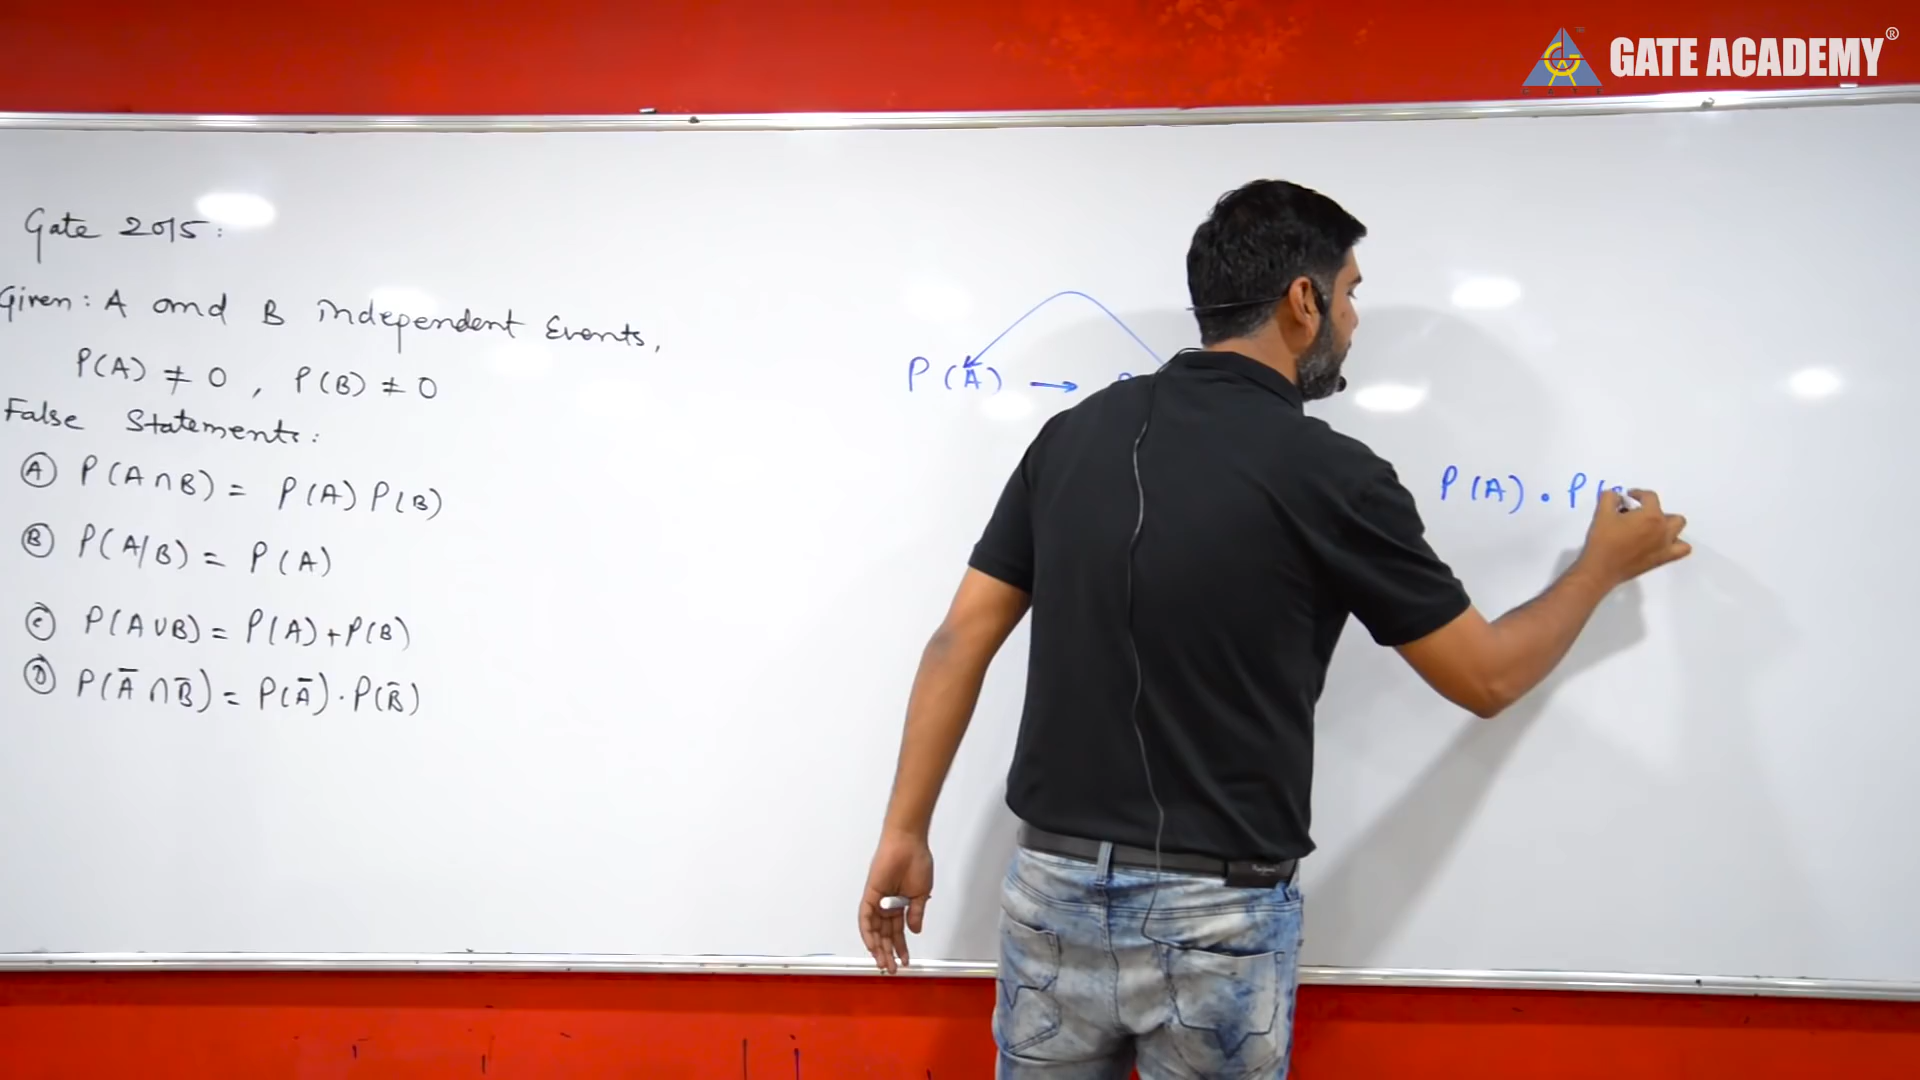 GATE ACADEMY®
Gate 2015:
Given: A and B independent Events,
P(A) ≠ 0 , P(B) ≠ 0
False Statements:
(A) P(A∩B) = P(A) P(B)
(B) P(A/B) = P(A)
(C) P(A∪B) = P(A)+P(B)
(D) P(A̅ ∩ B̅) = P(A̅) . P(B̅)
P(A) →
P(A) . P(